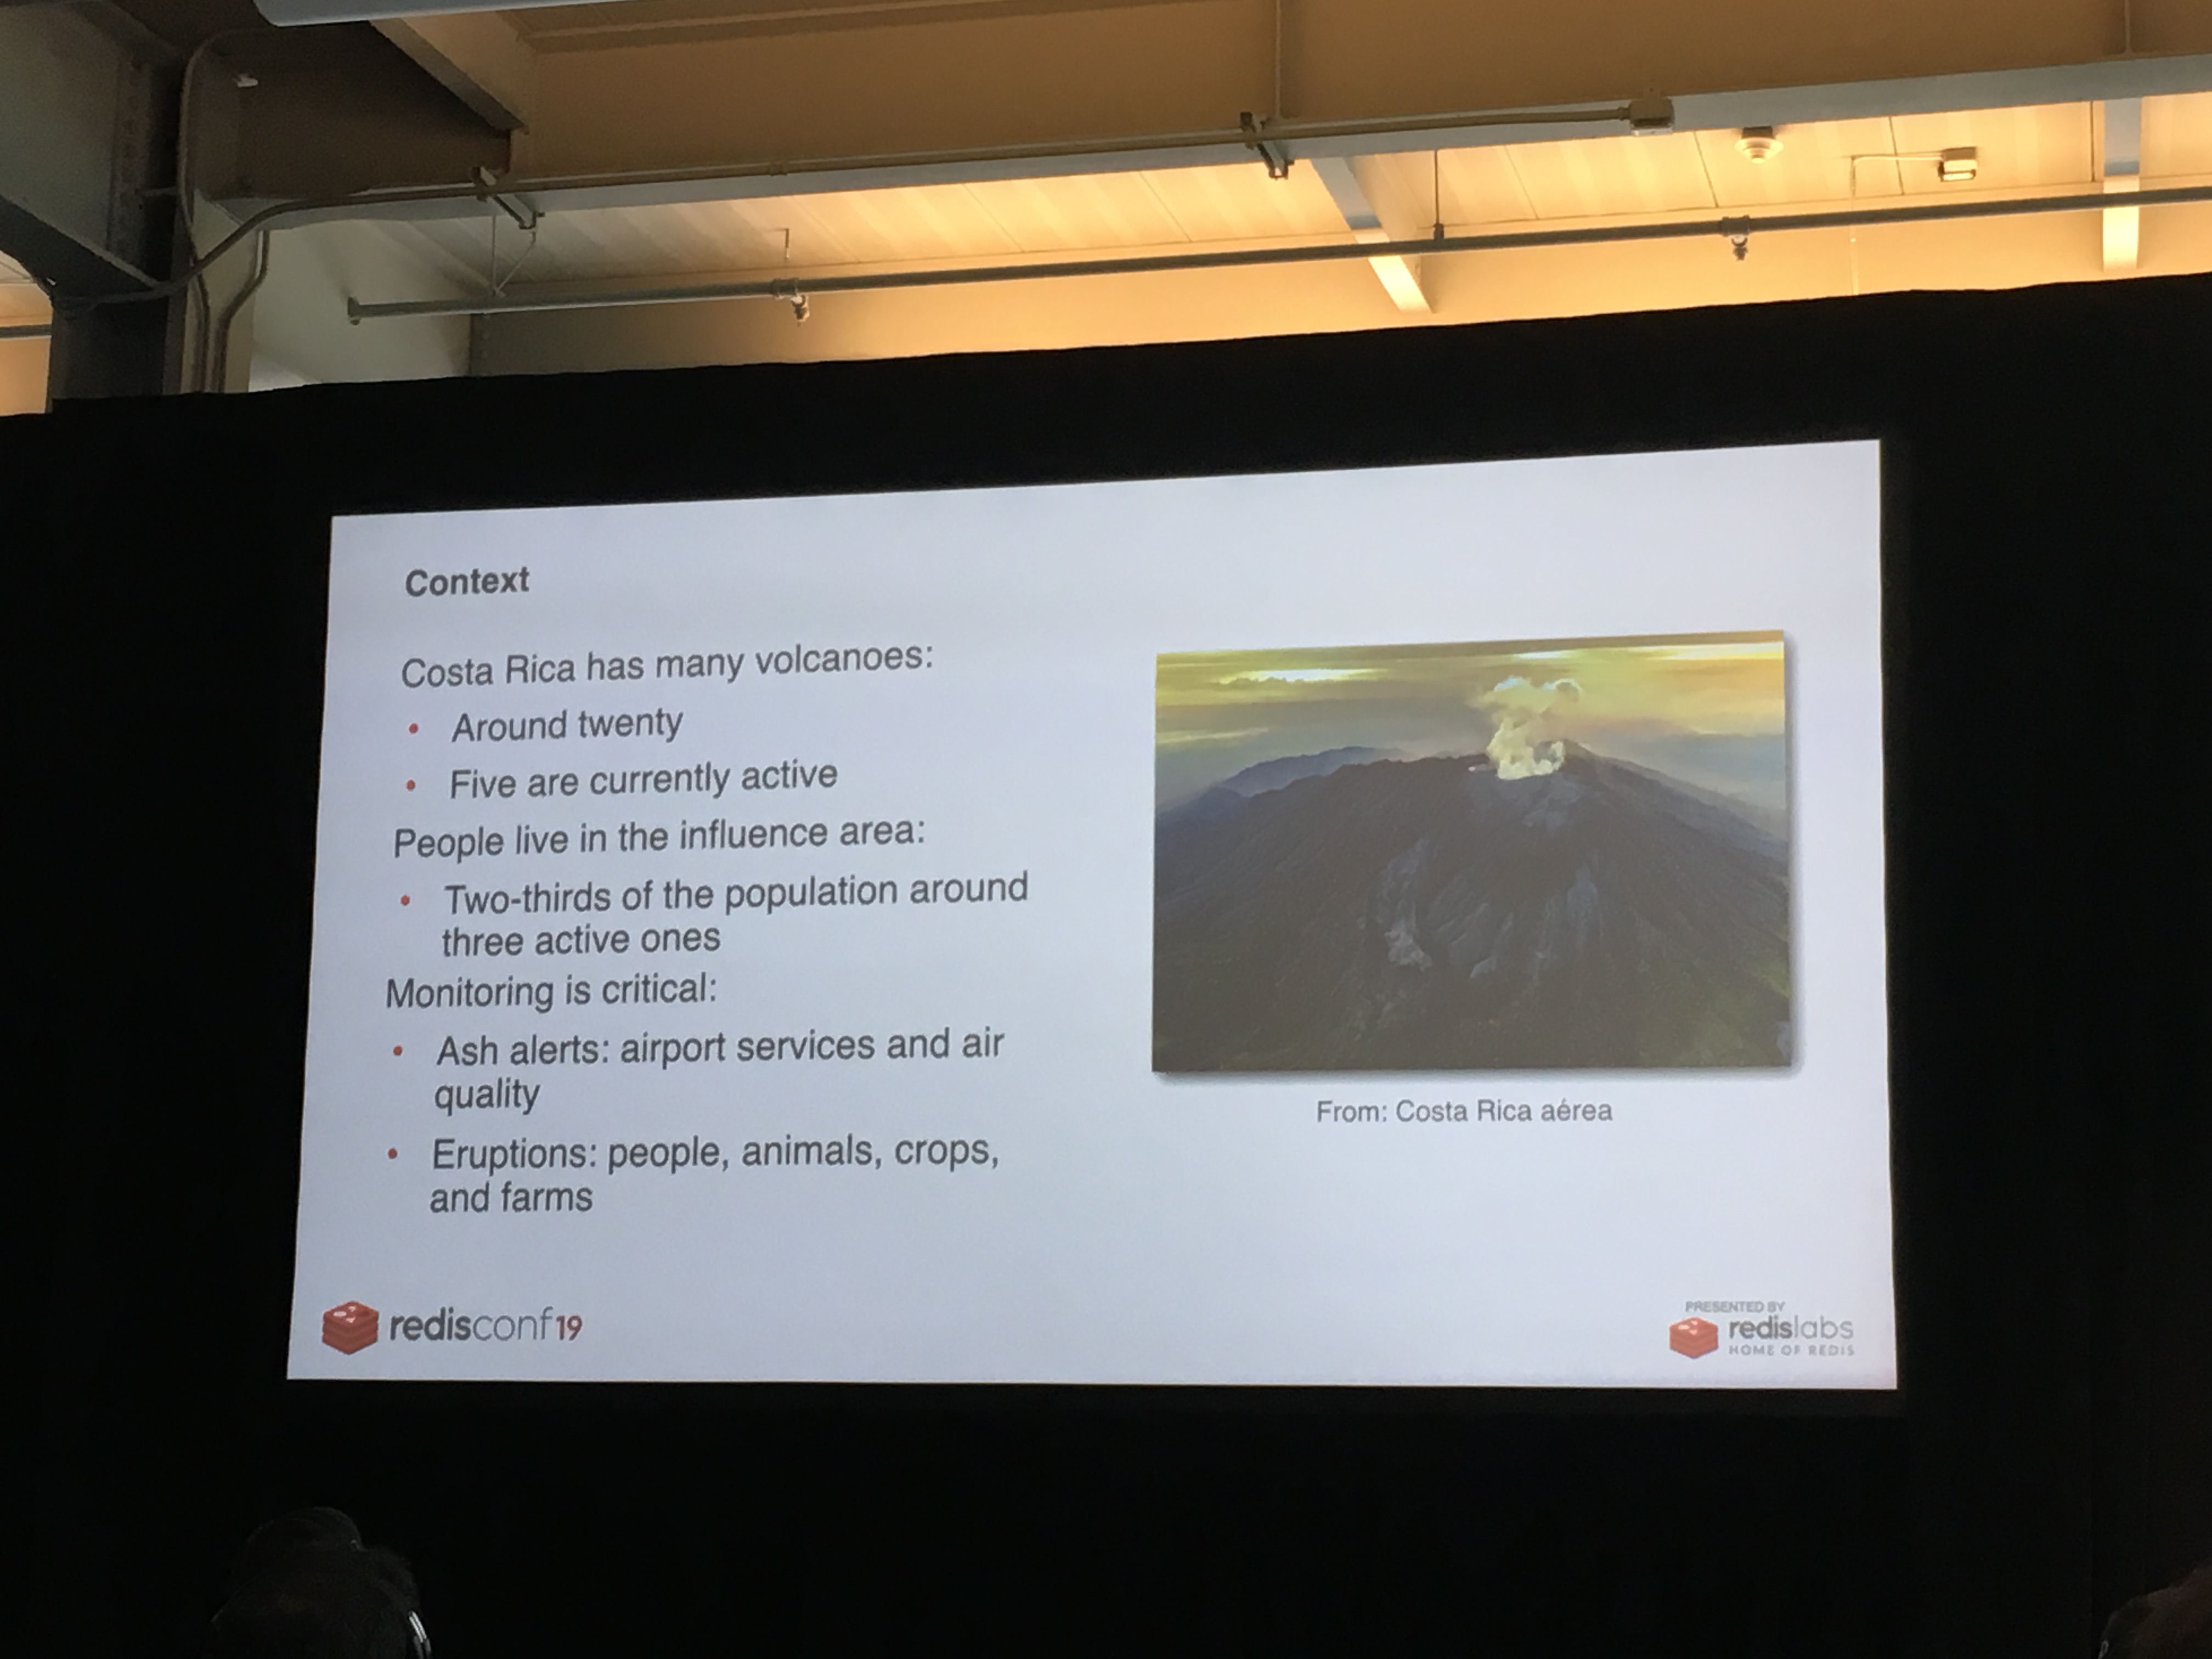 Context
Costa Rica has many volcanoes:
• Around twenty
• Five are currently active
People live in the influence area:
• Two-thirds of the population around
three active ones
Monitoring is critical:
• Ash alerts: airport services and air
quality
• Eruptions: people, animals, crops,
and farms
From: Costa Rica aérea
redisconf19
PRESENTED BY
redislabs
HOME OF REDIS